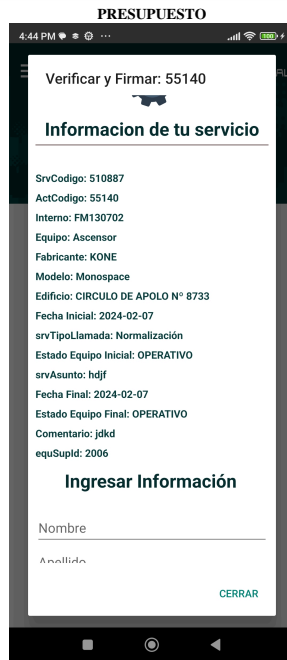 PRESUPUESTO
4:44 PM ··· 100
Verificar y Firmar: 55140
Informacion de tu servicio
SrvCodigo: 510887
ActCodigo: 55140
Interno: FM130702
Equipo: Ascensor
Fabricante: KONE
Modelo: Monospace
Edificio: CIRCULO DE APOLO Nº 8733
Fecha Inicial: 2024-02-07
srvTipoLlamada: Normalización
Estado Equipo Inicial: OPERATIVO
srvAsunto: hdjf
Fecha Final: 2024-02-07
Estado Equipo Final: OPERATIVO
Comentario: jdkd
equSupId: 2006
Ingresar Información
Nombre
Apellido
CERRAR